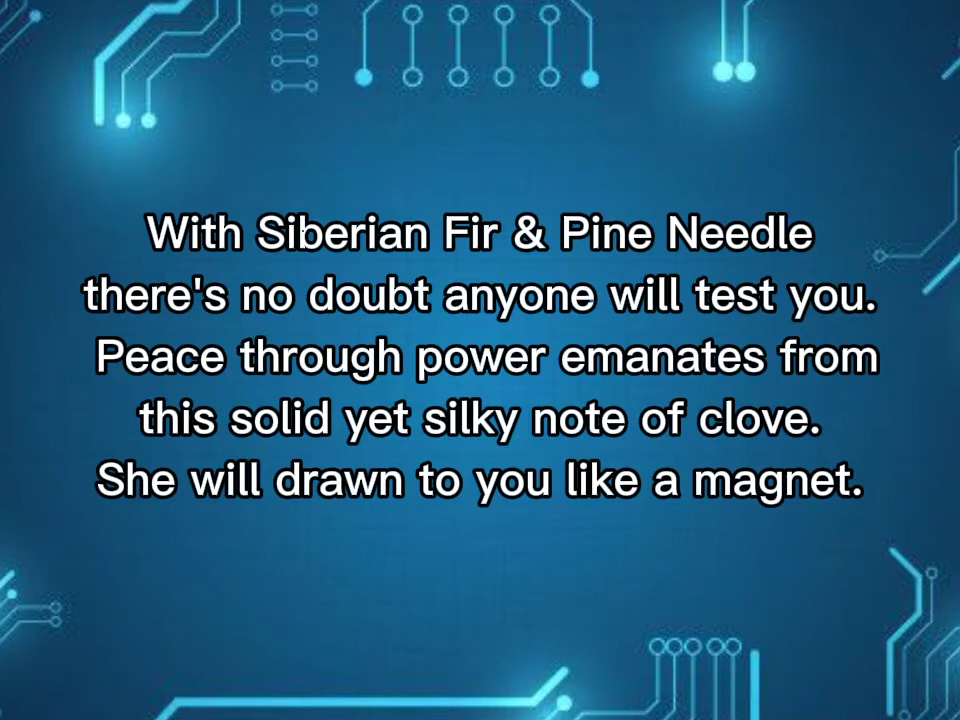 With Siberian Fir & Pine Needle
there's no doubt anyone will test you.
Peace through power emanates from
this solid yet silky note of clove.
She will drawn to you like a magnet.